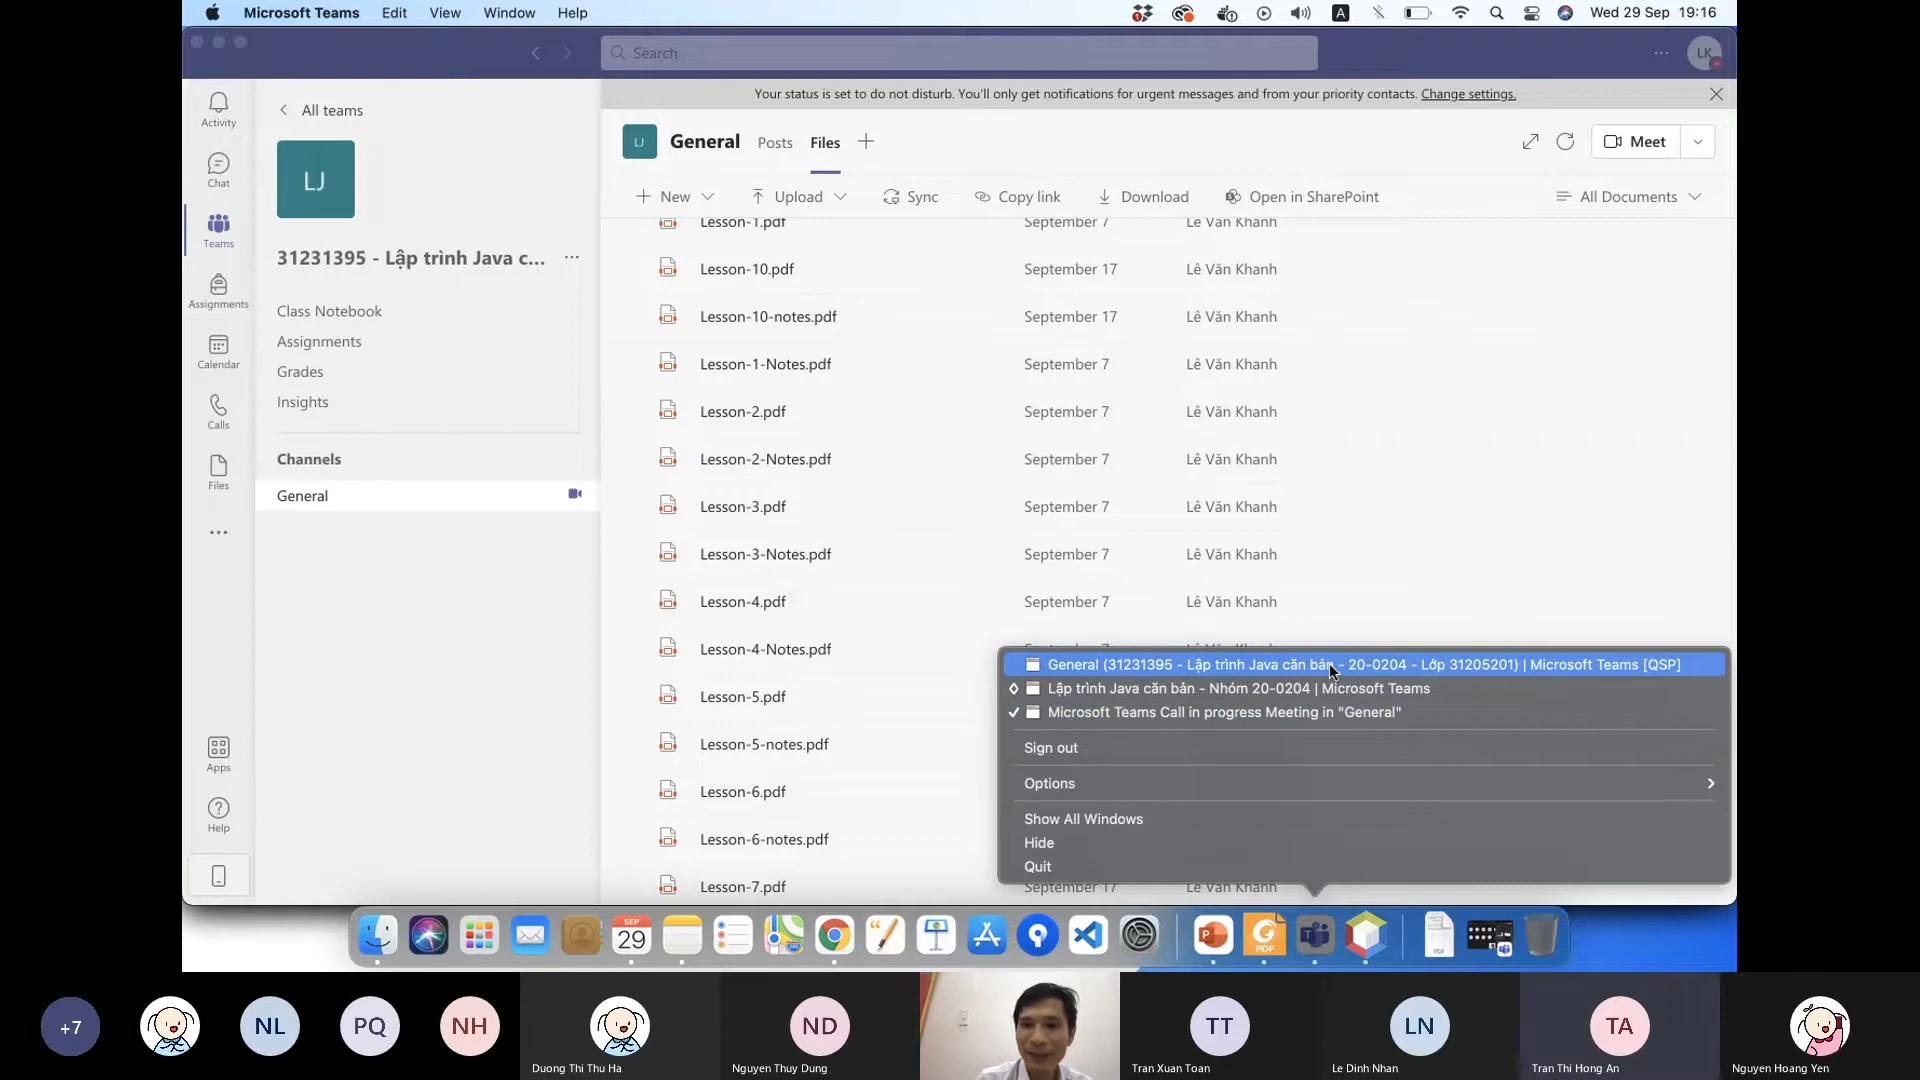 Microsoft Teams Edit View Window Help
A
Wed 29 Sep 19:16
Search
LK
Your status is set to do not disturb. You'll only get notifications for urgent messages and from your priority contacts. Change settings.
Activity
Chat
Teams
Assignments
Calendar
Calls
Files
Apps
Help
All teams
LJ
31231395 - Lập trình Java c...
Class Notebook
Assignments
Grades
Insights
Channels
General
LJ General Posts Files
Meet
New Upload Sync Copy link Download Open in SharePoint All Documents
Lesson-1.pdf September 7 Lê Văn Khanh
Lesson-10.pdf September 17 Lê Văn Khanh
Lesson-10-notes.pdf September 17 Lê Văn Khanh
Lesson-1-Notes.pdf September 7 Lê Văn Khanh
Lesson-2.pdf September 7 Lê Văn Khanh
Lesson-2-Notes.pdf September 7 Lê Văn Khanh
Lesson-3.pdf September 7 Lê Văn Khanh
Lesson-3-Notes.pdf September 7 Lê Văn Khanh
Lesson-4.pdf September 7 Lê Văn Khanh
Lesson-4-Notes.pdf
Lesson-5.pdf
Lesson-5-notes.pdf
Lesson-6.pdf
Lesson-6-notes.pdf
Lesson-7.pdf September 17 Lê Văn Khanh
General (31231395 - Lập trình Java căn bản - 20-0204 - Lớp 31205201) | Microsoft Teams [QSP]
Lập trình Java căn bản - Nhóm 20-0204 | Microsoft Teams
Microsoft Teams Call in progress Meeting in "General"
Sign out
Options
Show All Windows
Hide
Quit
SEP
29
PDF
PDF
+7
NL
PQ
NH
Duong Thi Thu Ha
ND
Nguyen Thuy Dung
TT
Tran Xuan Toan
LN
Le Dinh Nhan
TA
Tran Thi Hong An
Nguyen Hoang Yen